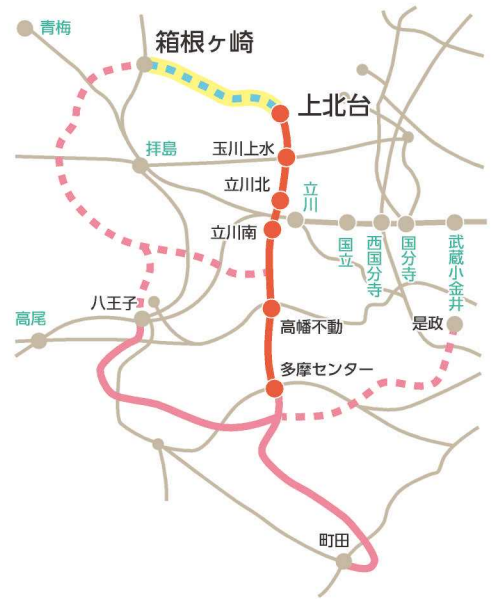 青梅
箱根ヶ崎
上北台
拝島
玉川上水
立川北
立川
立川南
国立
西国分寺
国分寺
武蔵小金井
八王子
高尾
高幡不動
是政
多摩センター
町田